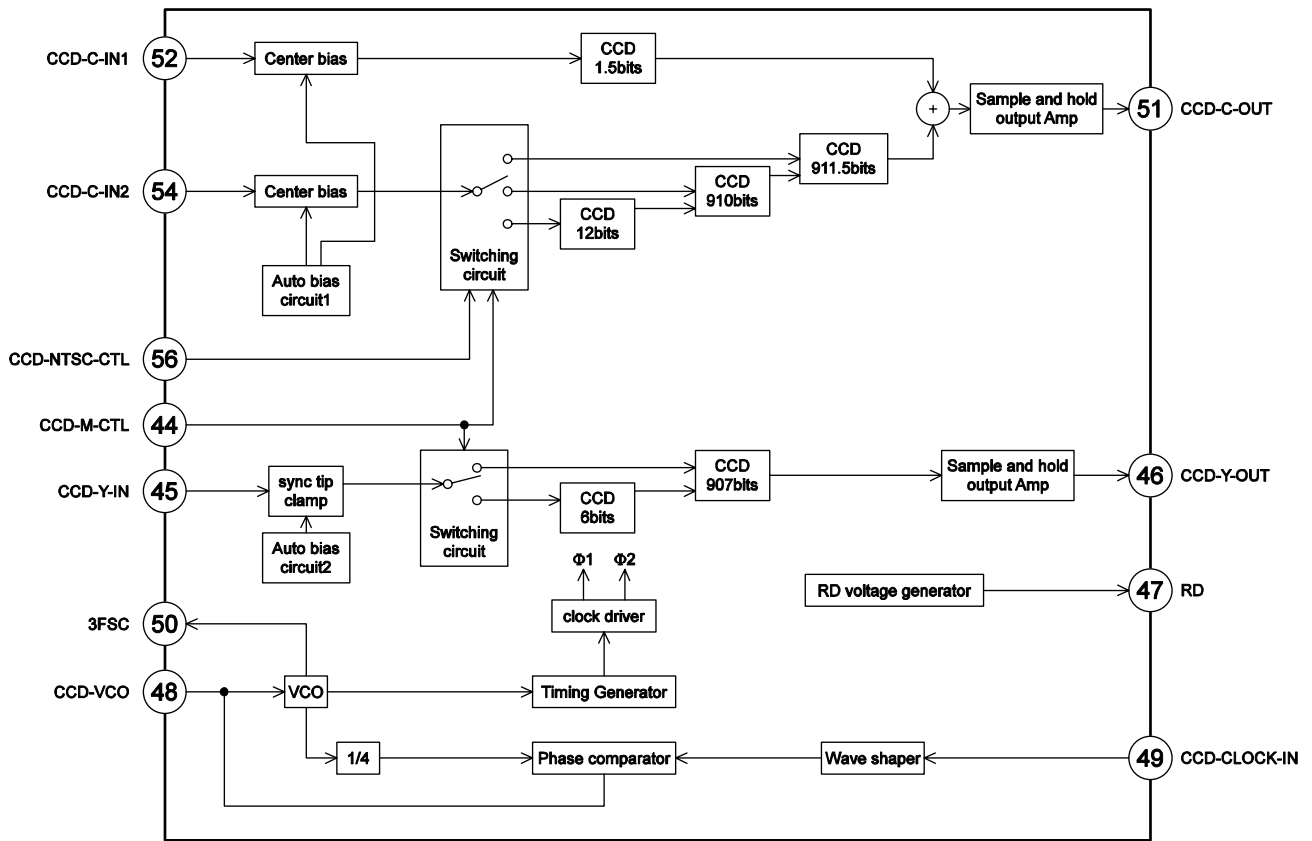 CCD-C-IN1
52
Center bias
CCD
1.5bits
+
Sample and hold
output Amp
51
CCD-C-OUT
CCD-C-IN2
54
Center bias
Switching
circuit
CCD
12bits
CCD
910bits
CCD
911.5bits
Auto bias
circuit1
CCD-NTSC-CTL
56
CCD-M-CTL
44
CCD-Y-IN
45
sync tip
clamp
Auto bias
circuit2
Switching
circuit
CCD
6bits
CCD
907bits
Sample and hold
output Amp
46
CCD-Y-OUT
Φ1 Φ2
clock driver
RD voltage generator
47
RD
3FSC
50
CCD-VCO
48
VCO
Timing Generator
1/4
Phase comparator
Wave shaper
49
CCD-CLOCK-IN